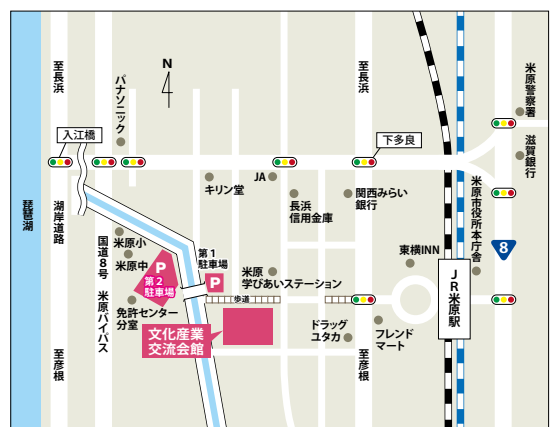 至長浜
パナソニック
N
至長浜
米原警察署
入江橋
下多良
滋賀銀行
キリン堂
JA
長浜
信用金庫
関西みらい
銀行
米原市役所本庁舎
琵琶湖
湖岸道路
国道8号 米原バイパス
米原小
米原中
P
第2
駐車場
第1
駐車場
P
米原
学びあいステーション
東横INN
8
JR米原駅
歩道
免許センター
分室
文化産業
交流会館
ドラッグ
ユタカ
フレンド
マート
至彦根
至彦根